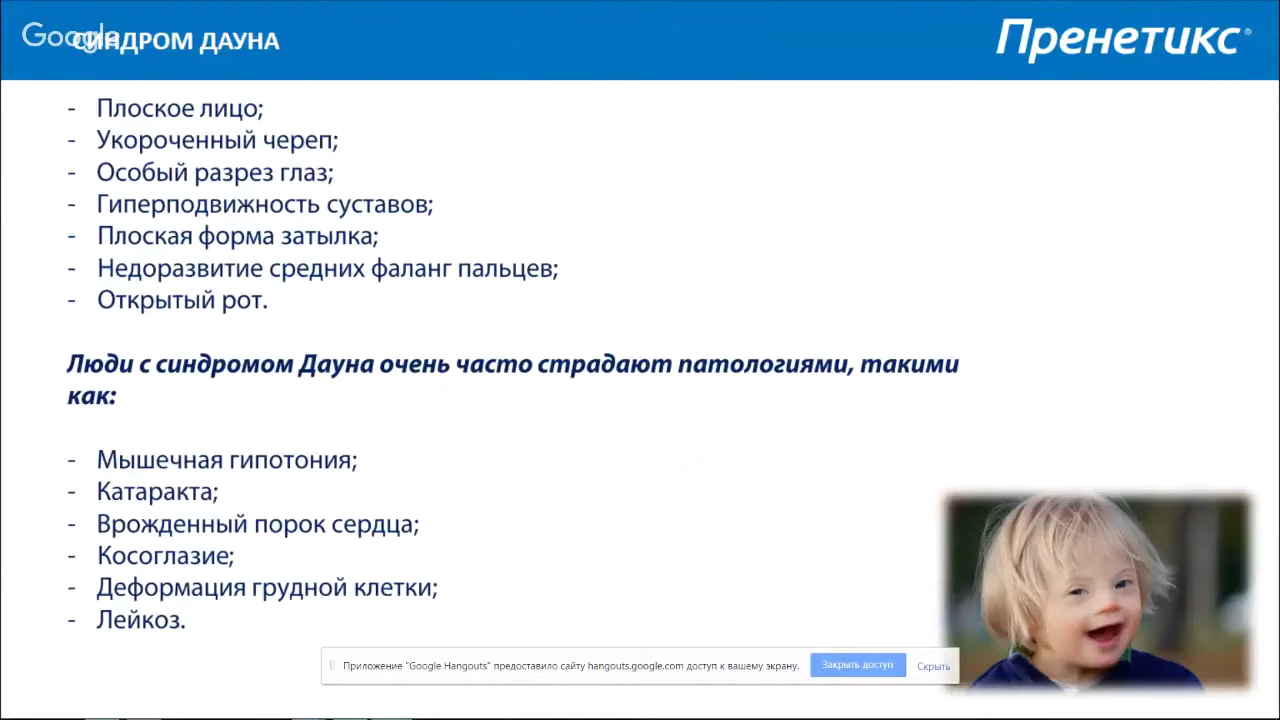 Google
СИНДРОМ ДАУНА
Пренетикс®
- Плоское лицо;
- Укороченный череп;
- Особый разрез глаз;
- Гиперподвижность суставов;
- Плоская форма затылка;
- Недоразвитие средних фаланг пальцев;
- Открытый рот.
Люди с синдромом Дауна очень часто страдают патологиями, такими
как:
- Мышечная гипотония;
- Катаракта;
- Врожденный порок сердца;
- Косоглазие;
- Деформация грудной клетки;
- Лейкоз.
Приложение "Google Hangouts" предоставило сайту hangouts.google.com доступ к вашему экрану. Закрыть доступ Скрыть